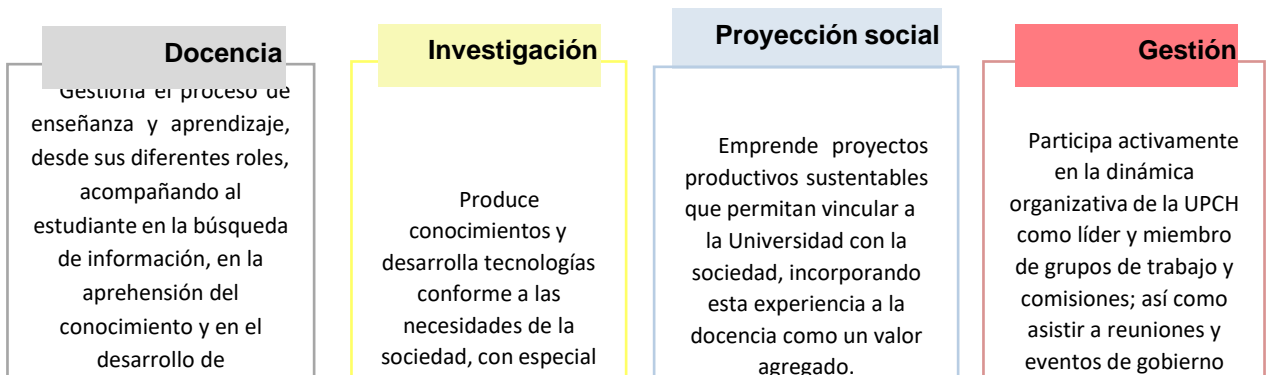 Docencia
Gestiona el proceso de
enseñanza y aprendizaje,
desde sus diferentes roles,
acompañando al
estudiante en la búsqueda
de información, en la
aprehensión del
conocimiento y en el
desarrollo de
Investigación
Produce
conocimientos y
desarrolla tecnologías
conforme a las
necesidades de la
sociedad, con especial
Proyección social
Emprende proyectos
productivos sustentables
que permitan vincular a
la Universidad con la
sociedad, incorporando
esta experiencia a la
docencia como un valor
agregado.
Gestión
Participa activamente
en la dinámica
organizativa de la UPCH
como líder y miembro
de grupos de trabajo y
comisiones; así como
asistir a reuniones y
eventos de gobierno